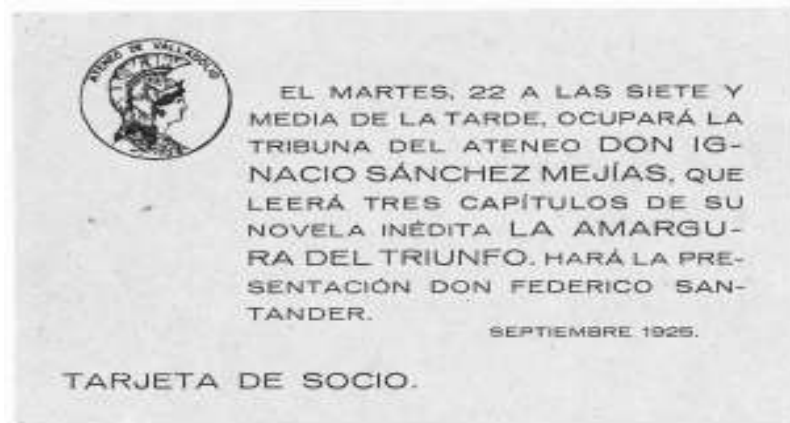 ATENEO DE VALLADOLID
EL MARTES, 22 A LAS SIETE Y
MEDIA DE LA TARDE, OCUPARÁ LA
TRIBUNA DEL ATENEO DON IG-
NACIO SÁNCHEZ MEJÍAS, QUE
LEERÁ TRES CAPÍTULOS DE SU
NOVELA INÉDITA LA AMARGU-
RA DEL TRIUNFO. HARÁ LA PRE-
SENTACIÓN DON FEDERICO SAN-
TANDER.
SEPTIEMBRE 1925.
TARJETA DE SOCIO.